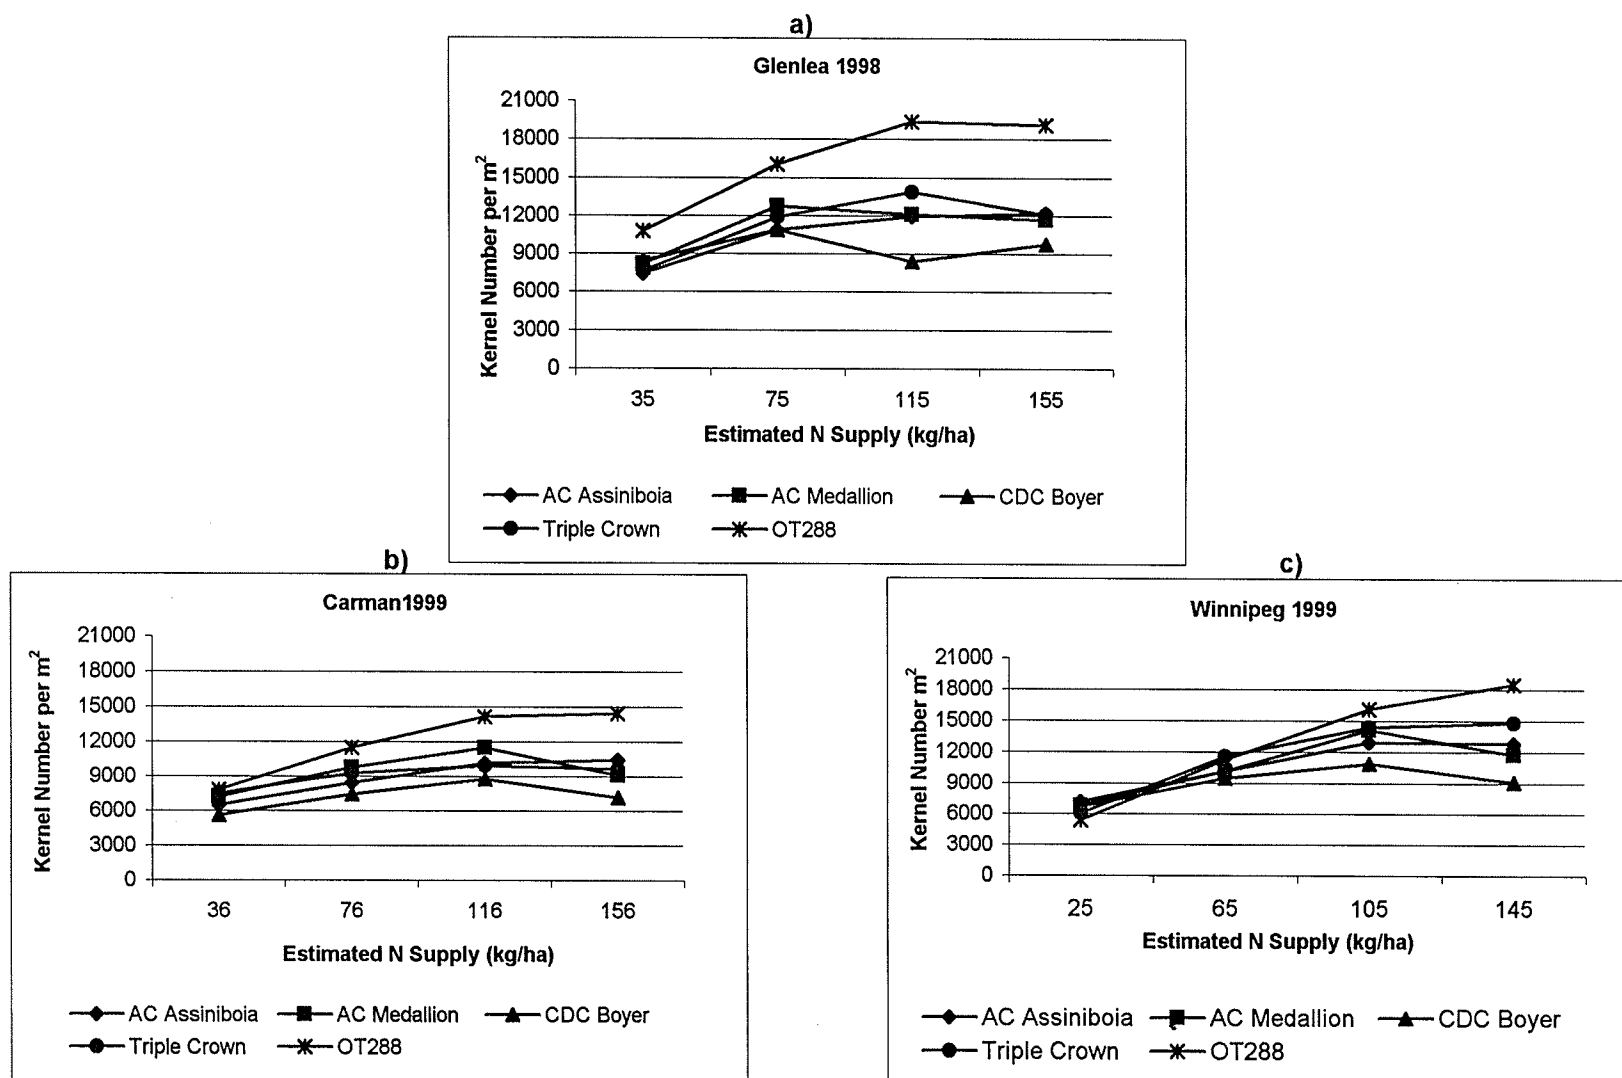 a)
Glenlea 1998
Kernel Number per m²
21000
18000
15000
12000
9000
6000
3000
0
35 75 115 155
Estimated N Supply (kg/ha)
AC Assiniboia AC Medallion CDC Boyer
Triple Crown OT288
b)
Carman1999
Kernel Number per m²
21000
18000
15000
12000
9000
6000
3000
0
36 76 116 156
Estimated N Supply (kg/ha)
AC Assiniboia AC Medallion CDC Boyer
Triple Crown OT288
c)
Winnipeg 1999
Kernel Number m²
21000
18000
15000
12000
9000
6000
3000
0
25 65 105 145
Estimated N Supply (kg/ha)
AC Assiniboia AC Medallion CDC Boyer
Triple Crown OT288